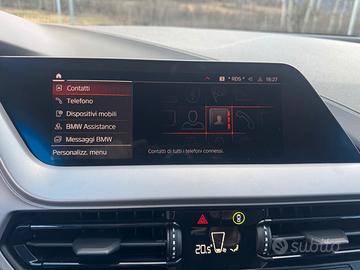 RDS 18:27
Contatti
Telefono
Dispositivi mobili
BMW Assistance
Messaggi BMW
Personalizz. menu
Contatti di tutti i telefoni connessi.
20.5
subito